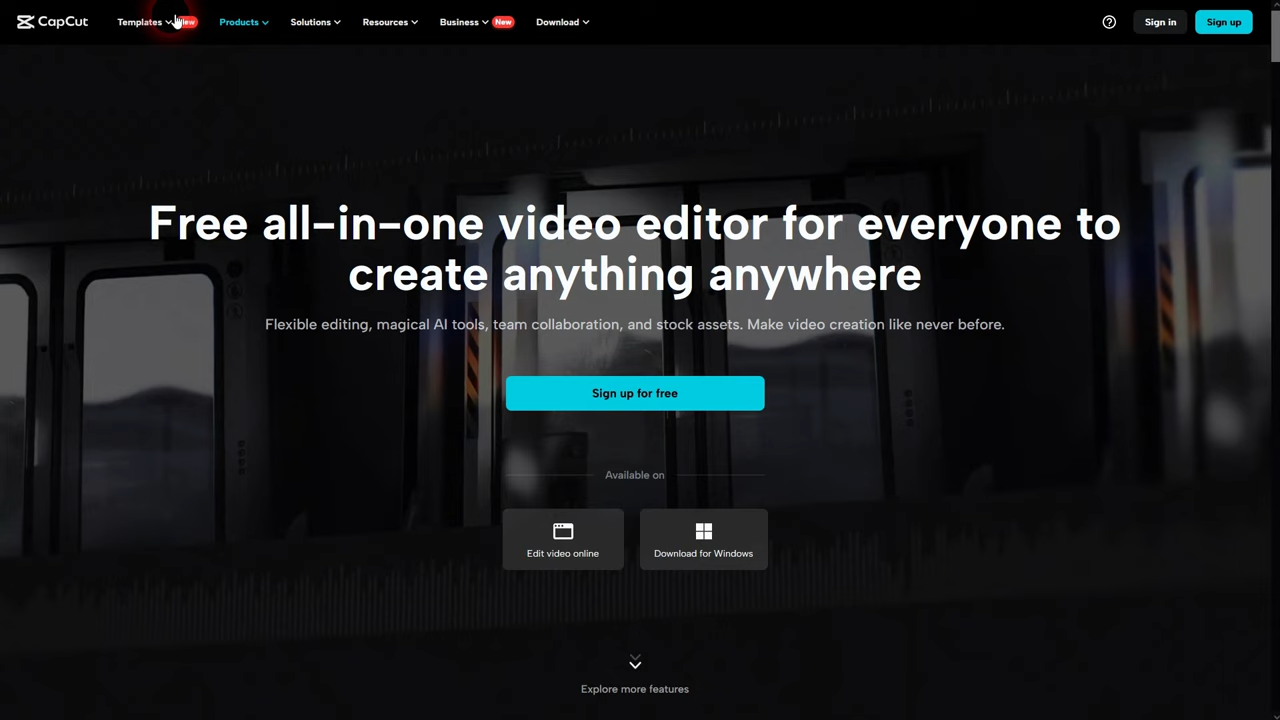 CapCut Templates Products New Solutions Resources Business New Download Sign in Sign up
Free all-in-one video editor for everyone to
create anything anywhere
Flexible editing, magical AI tools, team collaboration, and stock assets. Make video creation like never before.
Sign up for free
Available on
Edit video online Download for Windows
Explore more features